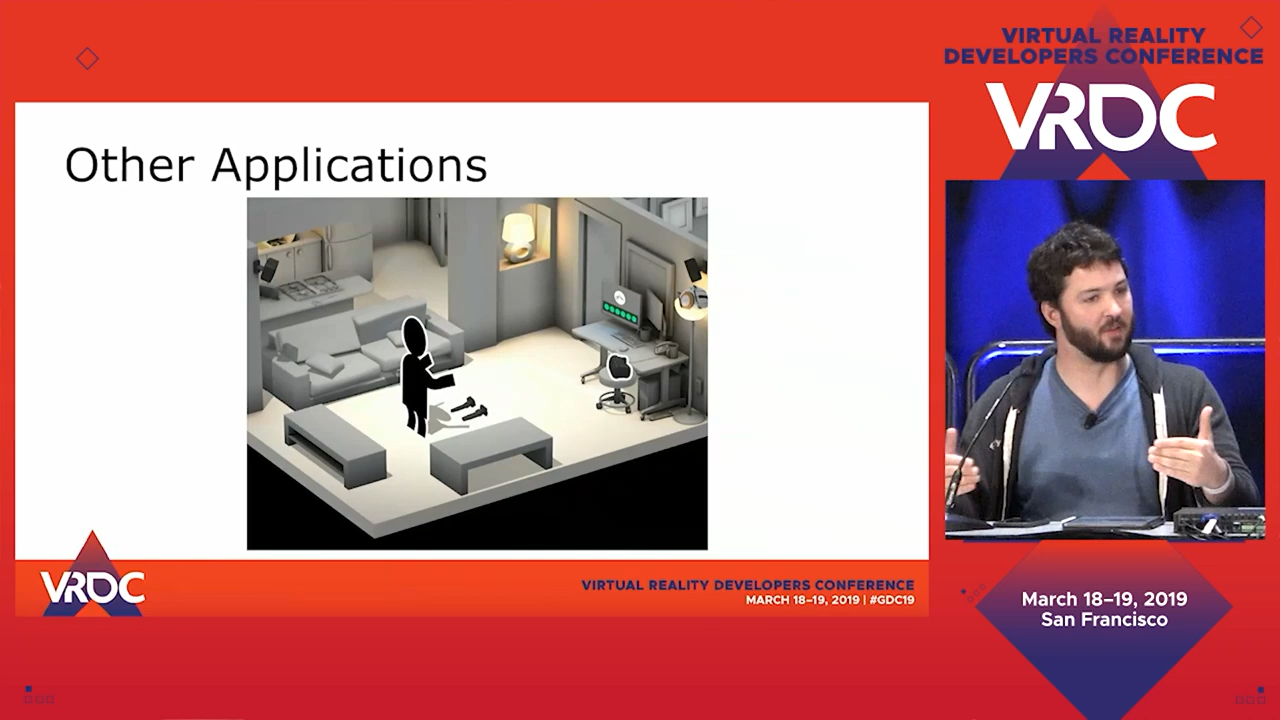 VIRTUAL REALITY
DEVELOPERS CONFERENCE
VRDC
Other Applications
VRDC
VIRTUAL REALITY DEVELOPERS CONFERENCE
MARCH 18–19, 2019 | #GDC19
March 18–19, 2019
San Francisco